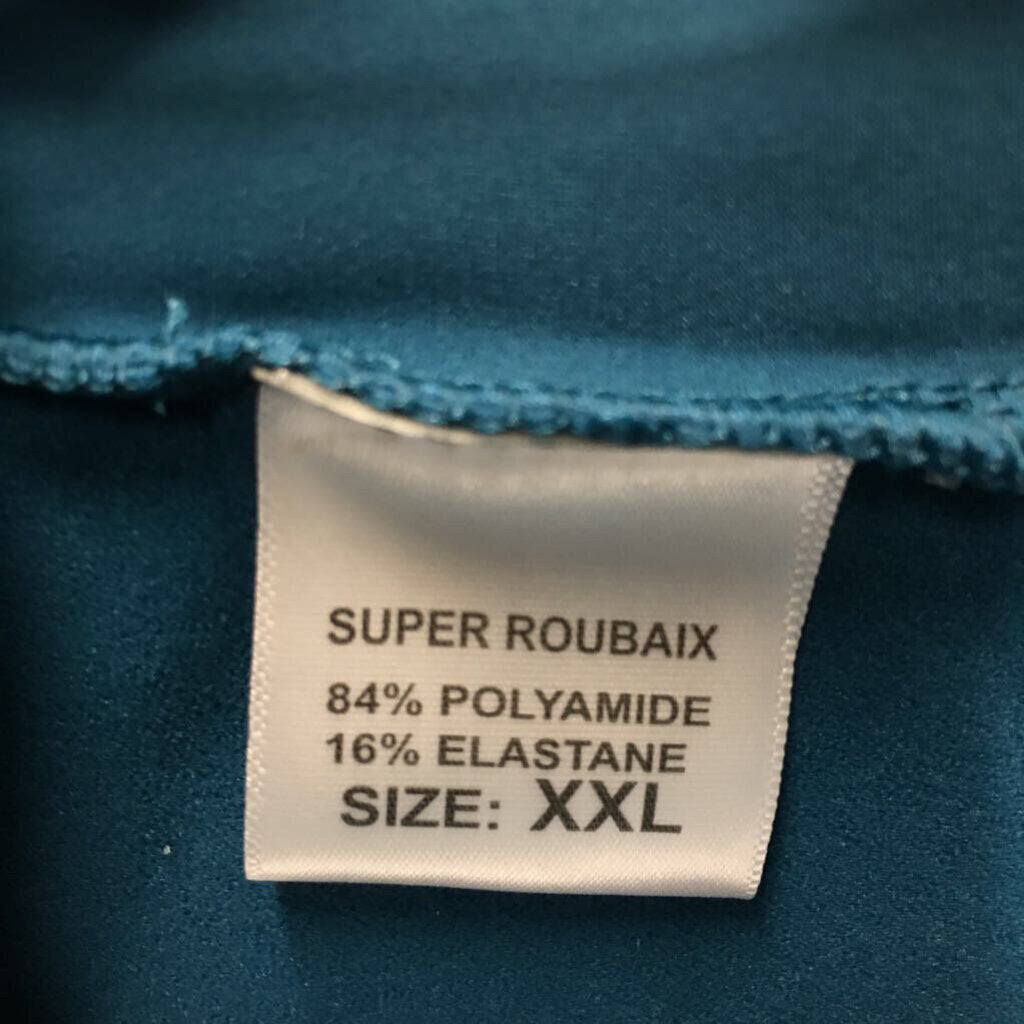 SUPER ROUBAIX
84% POLYAMIDE
16% ELASTANE
SIZE: XXL